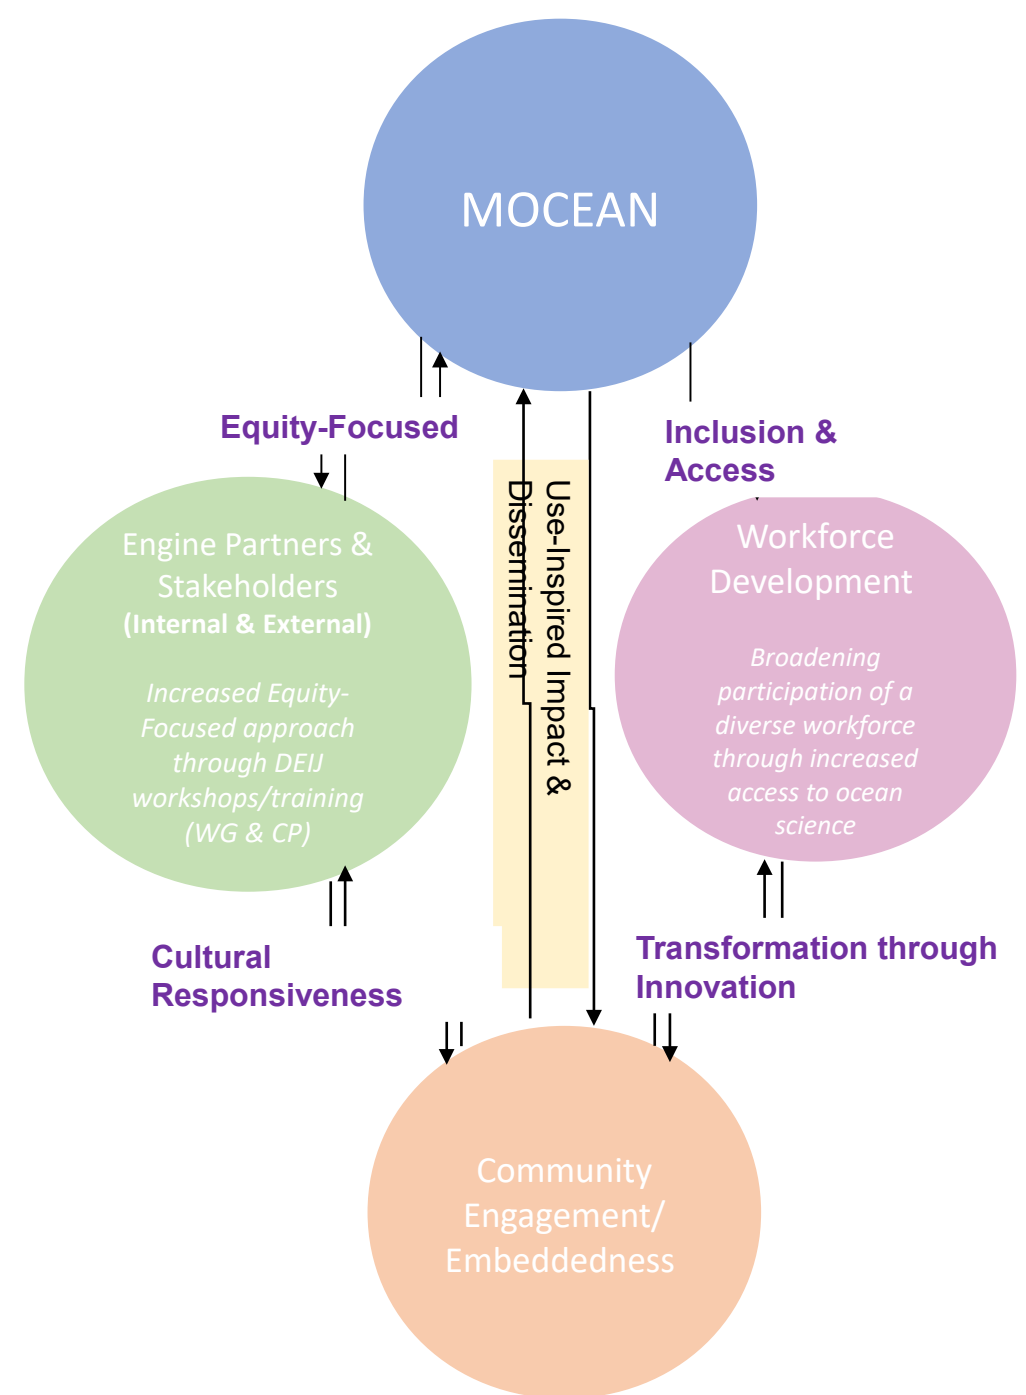 MOCEAN
Equity-Focused
Inclusion &
Access
Engine Partners &
Stakeholders
(Internal & External)
Increased Equity-
Focused approach
through DEIJ
workshops/training
(WG & CP)
Use-Inspired Impact &
Dissemination
Workforce
Development
Broadening
participation of a
diverse workforce
through increased
access to ocean
science
Cultural
Responsiveness
Transformation through
Innovation
Community
Engagement/
Embeddedness